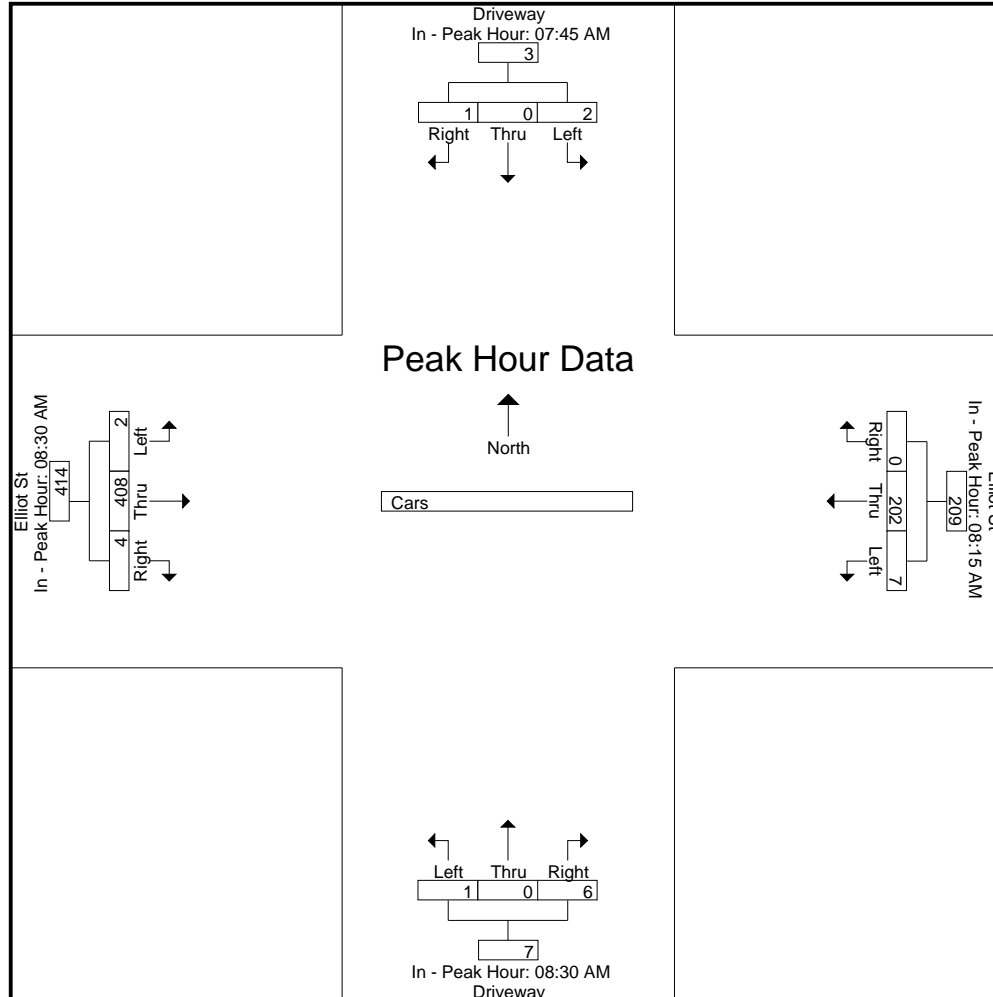 Driveway
In - Peak Hour: 07:45 AM
3
1 0 2
Right Thru Left
Peak Hour Data
North
Cars
Elliot St
In - Peak Hour: 08:30 AM
414
2 408 4
Left Thru Right
Right Thru Left
0 202 7
209
In - Peak Hour: 08:15 AM
Elliot St
Left Thru Right
1 0 6
7
In - Peak Hour: 08:30 AM
Driveway